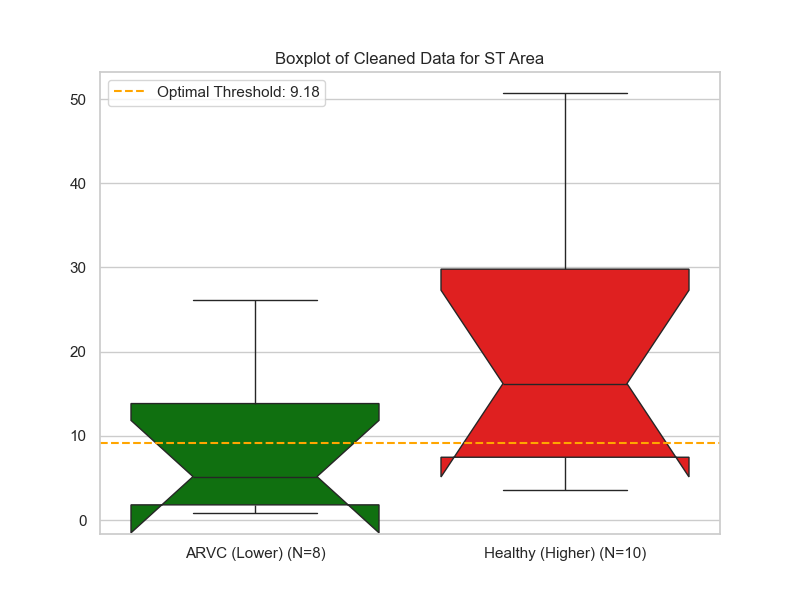 Boxplot of Cleaned Data for ST Area
Optimal Threshold: 9.18
50
40
30
20
10
0
ARVC (Lower) (N=8)
Healthy (Higher) (N=10)